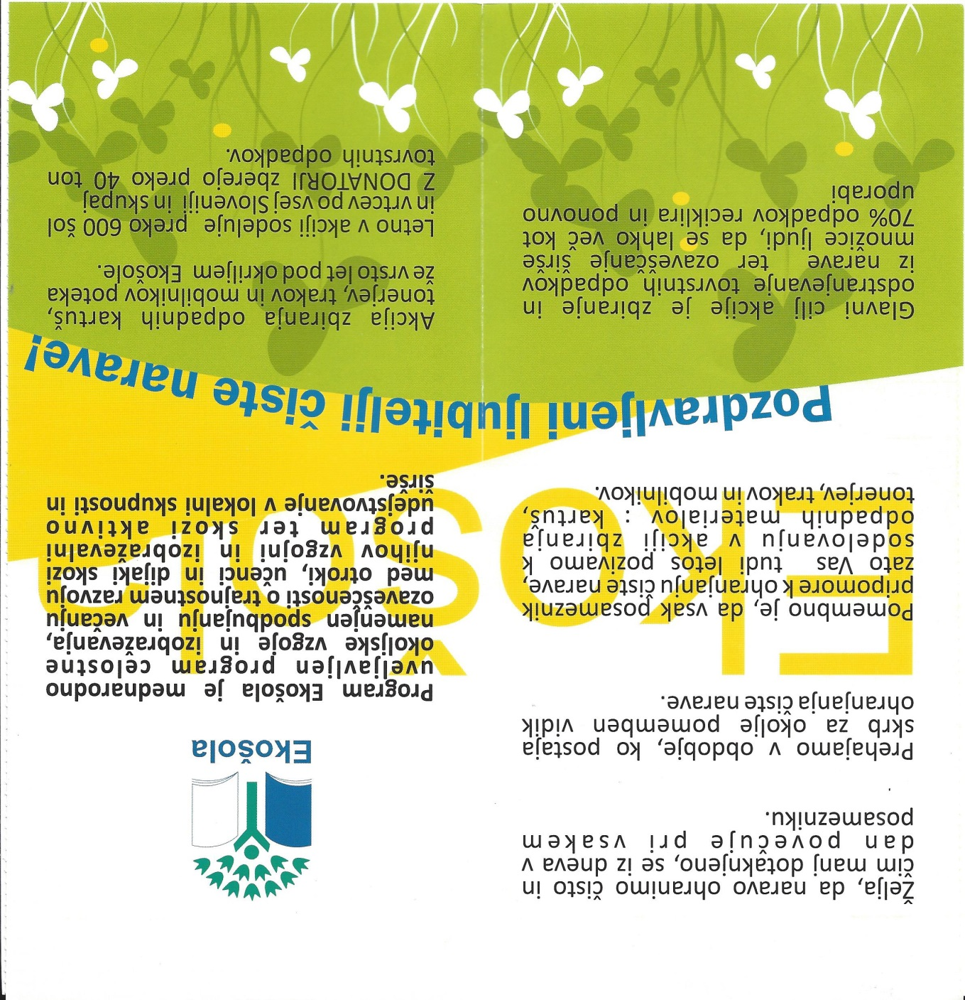 Želja, da naravo ohranimo čisto in
čim manj dotaknjeno, se iz dneva v
dan povečuje pri vsakem
posamezniku.
Prehajamo v obdobje, ko postaja
skrb za okolje pomemben vidik
ohranjanja čiste narave.
Pomembno je, da vsak posameznik
pripomore k ohranjanju čiste narave,
zato Vas tudi letos pozivamo k
sodelovanju v akciji zbiranja
odpadnih materialov : kartuš,
tonerjev, trakov in mobilnikov.
Ekošola
Program Ekošola je mednarodno
uveljavljen program celostne
okoljske vzgoje in izobraževanja,
namenjen spodbujanju in večanju
ozaveščenosti o trajnostnem razvoju
med otroki, učenci in dijaki skozi
njihov vzgojni in izobraževalni
program ter skozi aktivno
udejstvovanje v lokalni skupnosti in
širše.
Ekošola
Pozdravljeni ljubitelji čiste narave!
Glavni cilj akcije je zbiranje in
odstranjevanje tovrstnih odpadkov
iz narave ter ozaveščanje širše
množice ljudi, da se lahko več kot
70% odpadkov reciklira in ponovno
uporabi
Akcija zbiranja odpadnih kartuš,
tonerjev, trakov in mobilnikov poteka
že vrsto let pod okriljem Ekošole.
Letno v akciji sodeluje preko 600 šol
in vrtcev po vsej Sloveniji in skupaj
Z DONATORJI zberejo preko 40 ton
tovrstnih odpadkov.